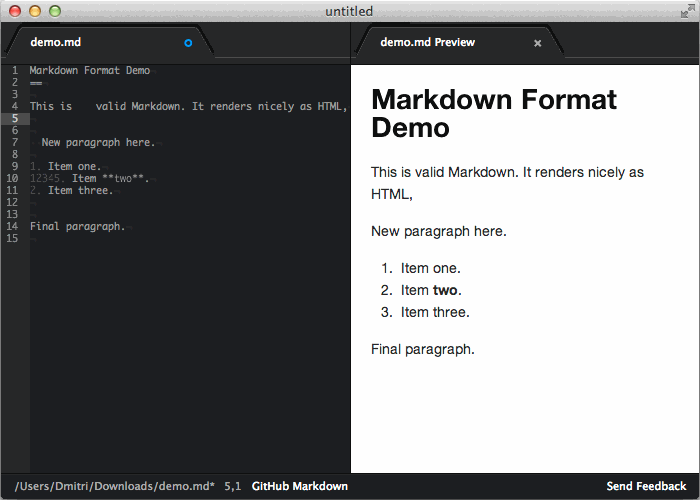 untitled
demo.md
demo.md Preview
1 Markdown Format Demo
2 ==
3
4 This is    valid Markdown. It renders nicely as HTML,
5
6
7   New paragraph here.
8
9 1. Item one.
10 12345. Item **two**.
11 2. Item three.
12
13
14 Final paragraph.
15
Markdown Format
Demo
This is valid Markdown. It renders nicely as
HTML,
New paragraph here.
1. Item one.
2. Item two.
3. Item three.
Final paragraph.
/Users/Dmitri/Downloads/demo.md* 5,1 GitHub Markdown
Send Feedback